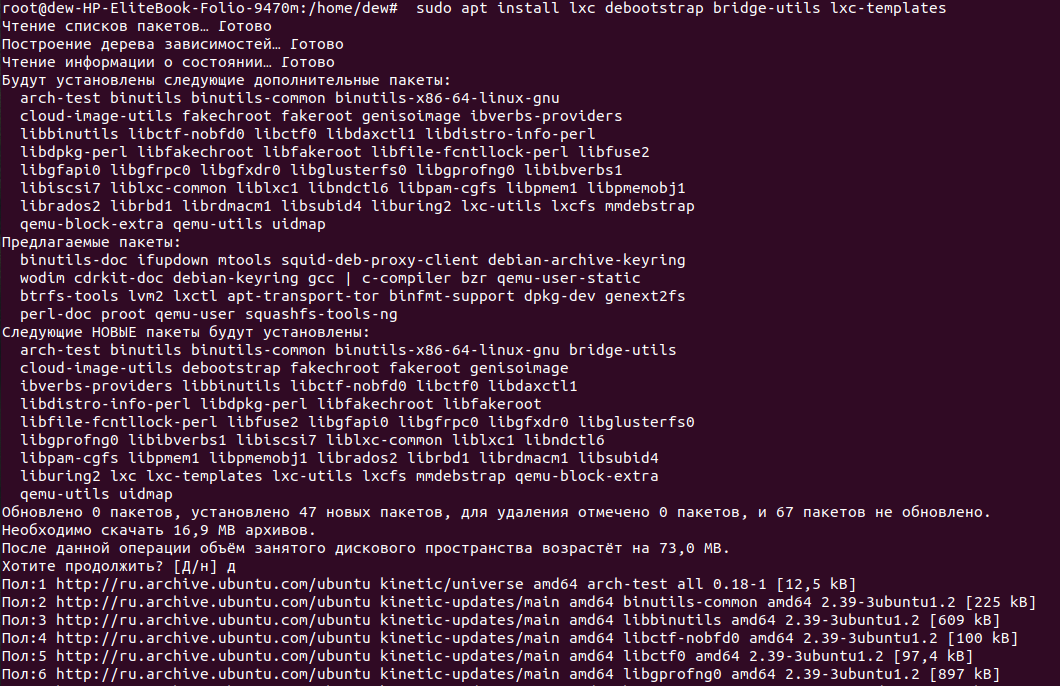 root@dew-HP-EliteBook-Folio-9470m:/home/dew#  sudo apt install lxc debootstrap bridge-utils lxc-templates
Чтение списков пакетов… Готово
Построение дерева зависимостей… Готово
Чтение информации о состоянии… Готово
Будут установлены следующие дополнительные пакеты:
  arch-test binutils binutils-common binutils-x86-64-linux-gnu
  cloud-image-utils fakechroot fakeroot genisoimage ibverbs-providers
  libbinutils libctf-nobfd0 libctf0 libdaxctl1 libdistro-info-perl
  libdpkg-perl libfakechroot libfakeroot libfile-fcntllock-perl libfuse2
  libgfapi0 libgfrpc0 libgfxdr0 libglusterfs0 libgprofng0 libibverbs1
  libiscsi7 liblxc-common liblxc1 libndctl6 libpam-cgfs libpmem1 libpmemobj1
  librados2 librbd1 librdmacm1 libsubid4 liburing2 lxc-utils lxcfs mmdebstrap
  qemu-block-extra qemu-utils uidmap
Предлагаемые пакеты:
  binutils-doc ifupdown mtools squid-deb-proxy-client debian-archive-keyring
  wodim cdrkit-doc debian-keyring gcc | c-compiler bzr qemu-user-static
  btrfs-tools lvm2 lxctl apt-transport-tor binfmt-support dpkg-dev genext2fs
  perl-doc proot qemu-user squashfs-tools-ng
Следующие НОВЫЕ пакеты будут установлены:
  arch-test binutils binutils-common binutils-x86-64-linux-gnu bridge-utils
  cloud-image-utils debootstrap fakechroot fakeroot genisoimage
  ibverbs-providers libbinutils libctf-nobfd0 libctf0 libdaxctl1
  libdistro-info-perl libdpkg-perl libfakechroot libfakeroot
  libfile-fcntllock-perl libfuse2 libgfapi0 libgfrpc0 libgfxdr0 libglusterfs0
  libgprofng0 libibverbs1 libiscsi7 liblxc-common liblxc1 libndctl6
  libpam-cgfs libpmem1 libpmemobj1 librados2 librbd1 librdmacm1 libsubid4
  liburing2 lxc lxc-templates lxc-utils lxcfs mmdebstrap qemu-block-extra
  qemu-utils uidmap
Обновлено 0 пакетов, установлено 47 новых пакетов, для удаления отмечено 0 пакетов, и 67 пакетов не обновлено.
Необходимо скачать 16,9 MB архивов.
После данной операции объём занятого дискового пространства возрастёт на 73,0 MB.
Хотите продолжить? [Д/н] д
Пол:1 http://ru.archive.ubuntu.com/ubuntu kinetic/universe amd64 arch-test all 0.18-1 [12,5 kB]
Пол:2 http://ru.archive.ubuntu.com/ubuntu kinetic-updates/main amd64 binutils-common amd64 2.39-3ubuntu1.2 [225 kB]
Пол:3 http://ru.archive.ubuntu.com/ubuntu kinetic-updates/main amd64 libbinutils amd64 2.39-3ubuntu1.2 [609 kB]
Пол:4 http://ru.archive.ubuntu.com/ubuntu kinetic-updates/main amd64 libctf-nobfd0 amd64 2.39-3ubuntu1.2 [100 kB]
Пол:5 http://ru.archive.ubuntu.com/ubuntu kinetic-updates/main amd64 libctf0 amd64 2.39-3ubuntu1.2 [97,4 kB]
Пол:6 http://ru.archive.ubuntu.com/ubuntu kinetic-updates/main amd64 libgprofng0 amd64 2.39-3ubuntu1.2 [897 kB]